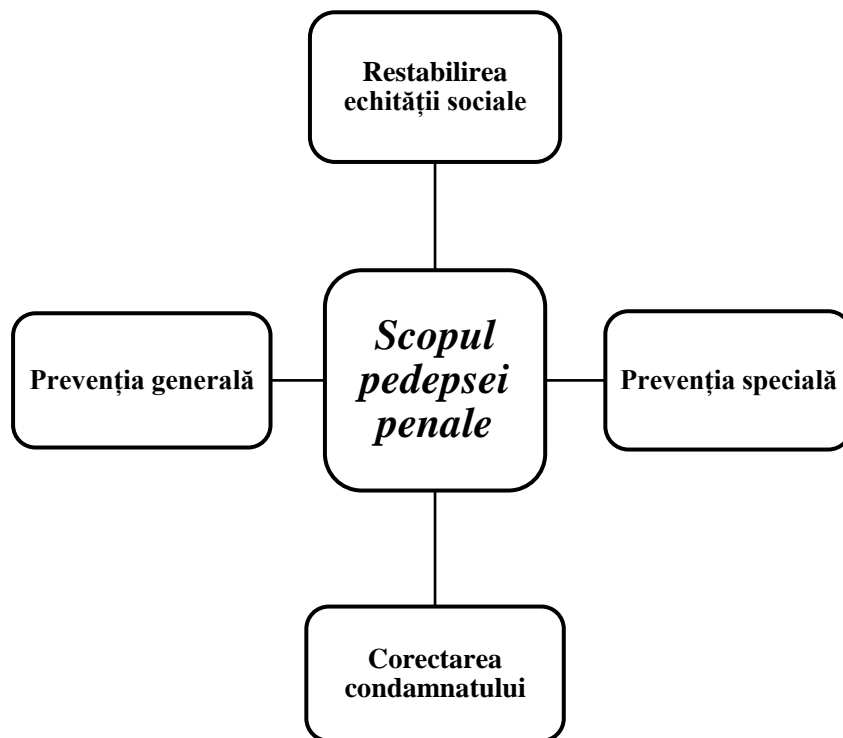 Restabilirea
echității sociale
Prevenția generală
Scopul
pedepsei
penale
Prevenția specială
Corectarea
condamnatului